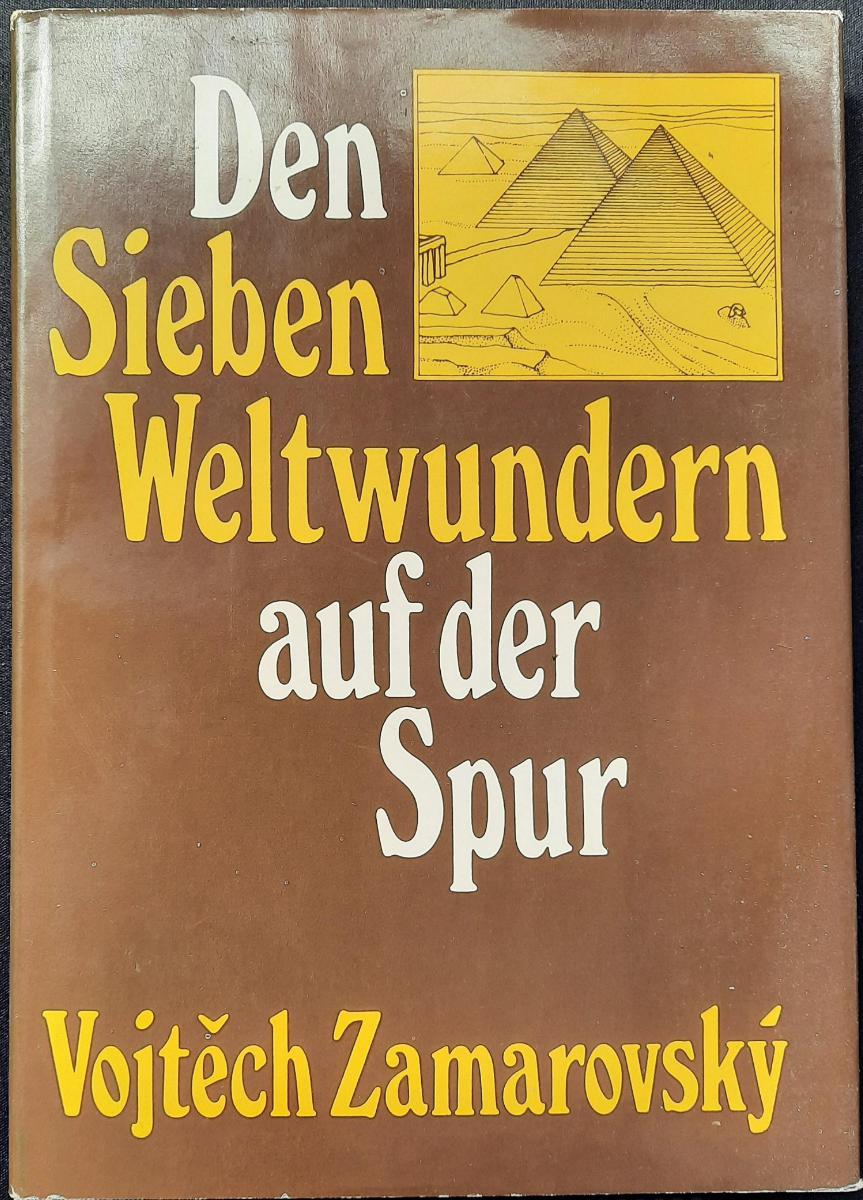 Den
Sieben
Weltwundern
auf der
Spur
Vojtěch Zamarovský